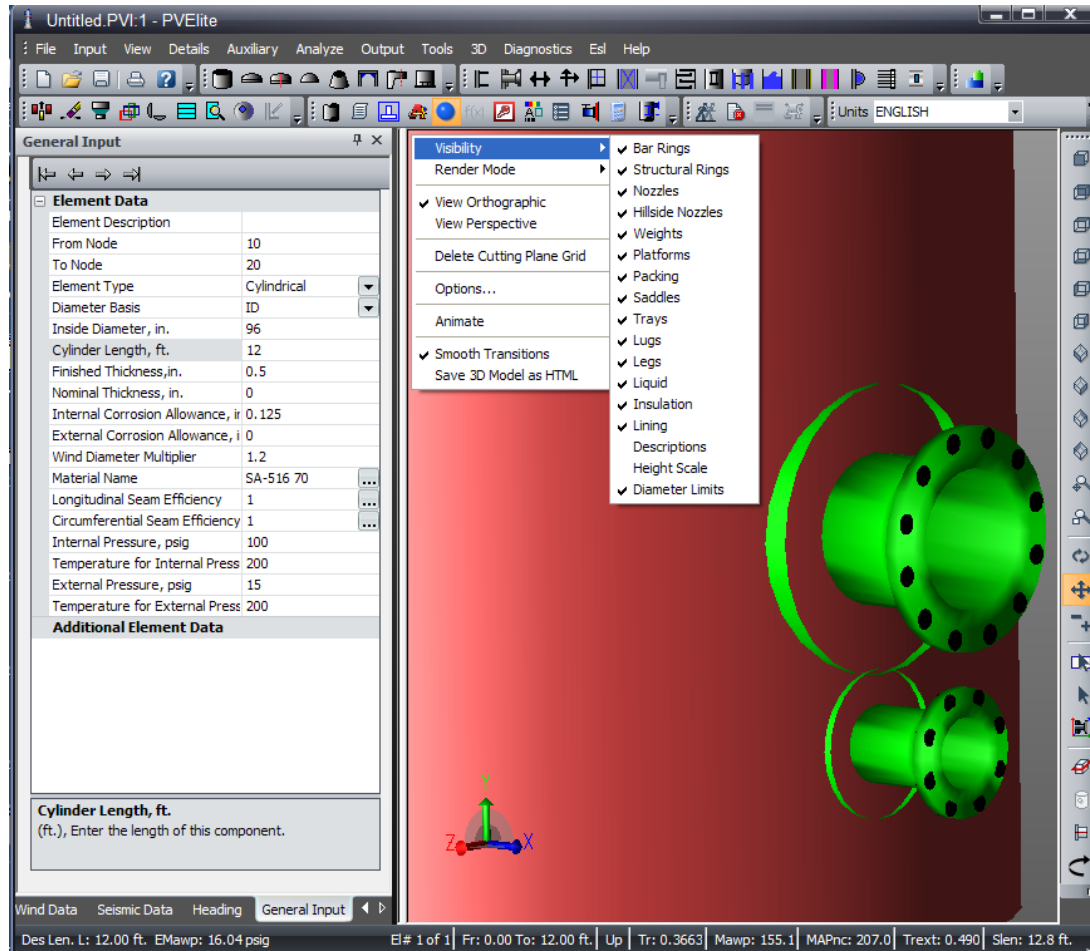 Untitled.PVI:1 - PVElite
File Input View Details Auxiliary Analyze Output Tools 3D Diagnostics Esl Help
Units ENGLISH
General Input
Element Data
Element Description
From Node 10
To Node 20
Element Type Cylindrical
Diameter Basis ID
Inside Diameter, in. 96
Cylinder Length, ft. 12
Finished Thickness,in. 0.5
Nominal Thickness, in. 0
Internal Corrosion Allowance, ir 0.125
External Corrosion Allowance, i 0
Wind Diameter Multiplier 1.2
Material Name SA-516 70 ...
Longitudinal Seam Efficiency 1 ...
Circumferential Seam Efficiency 1 ...
Internal Pressure, psig 100
Temperature for Internal Press 200
External Pressure, psig 15
Temperature for External Press 200
Additional Element Data
Cylinder Length, ft.
(ft.), Enter the length of this component.
Wind Data Seismic Data Heading General Input
Visibility
Render Mode
View Orthographic
View Perspective
Delete Cutting Plane Grid
Options...
Animate
Smooth Transitions
Save 3D Model as HTML
Bar Rings
Structural Rings
Nozzles
Hillside Nozzles
Weights
Platforms
Packing
Saddles
Trays
Lugs
Legs
Liquid
Insulation
Lining
Descriptions
Height Scale
Diameter Limits
Y
Z X
Des Len. L: 12.00 ft. EMawp: 16.04 psig El# 1 of 1 Fr: 0.00 To: 12.00 ft. Up Tr: 0.3663 Mawp: 155.1 MAPnc: 207.0 Trext: 0.490 Slen: 12.8 ft.